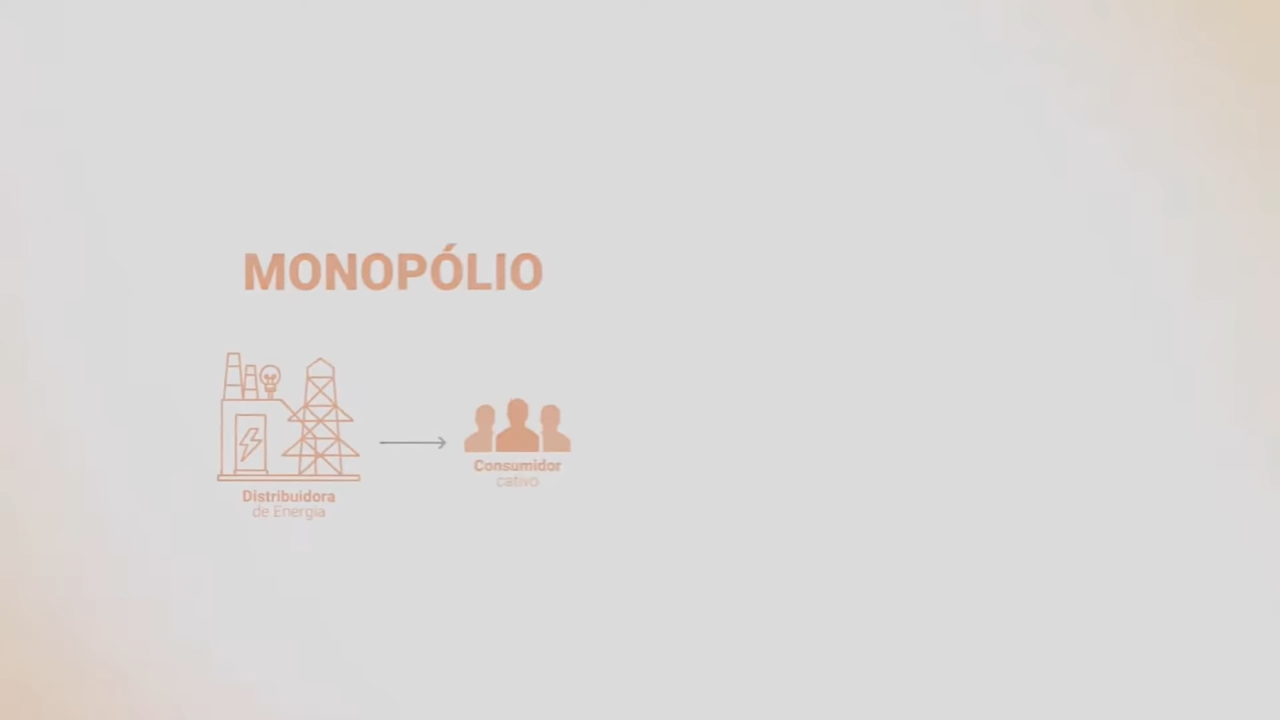 MONOPÓLIO
Distribuidora
de Energia
Consumidor
cativo